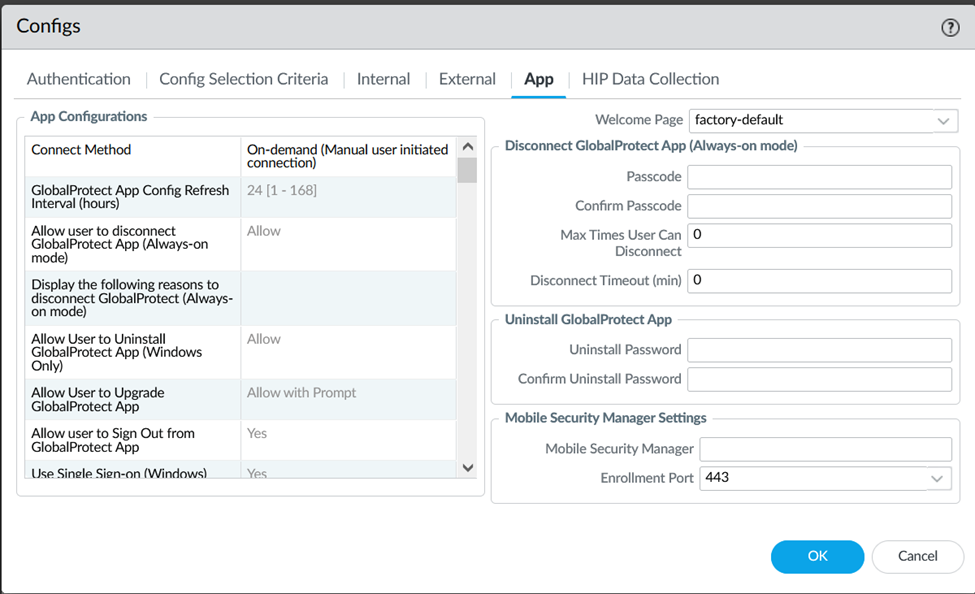 Configs
Authentication
Config Selection Criteria
Internal
External
App
HIP Data Collection
App Configurations
Connect Method
On-demand (Manual user initiated
connection)
GlobalProtect App Config Refresh
Interval (hours)
24 [1 - 168]
Allow user to disconnect
GlobalProtect App (Always-on
mode)
Allow
Display the following reasons to
disconnect GlobalProtect (Always-
on mode)
Allow User to Uninstall
GlobalProtect App (Windows
Only)
Allow
Allow User to Upgrade
GlobalProtect App
Allow with Prompt
Allow user to Sign Out from
GlobalProtect App
Yes
Use Single Sign-on (Windows)
Yes
Welcome Page
factory-default
Disconnect GlobalProtect App (Always-on mode)
Passcode
Confirm Passcode
Max Times User Can
Disconnect
0
Disconnect Timeout (min)
0
Uninstall GlobalProtect App
Uninstall Password
Confirm Uninstall Password
Mobile Security Manager Settings
Mobile Security Manager
Enrollment Port
443
OK
Cancel